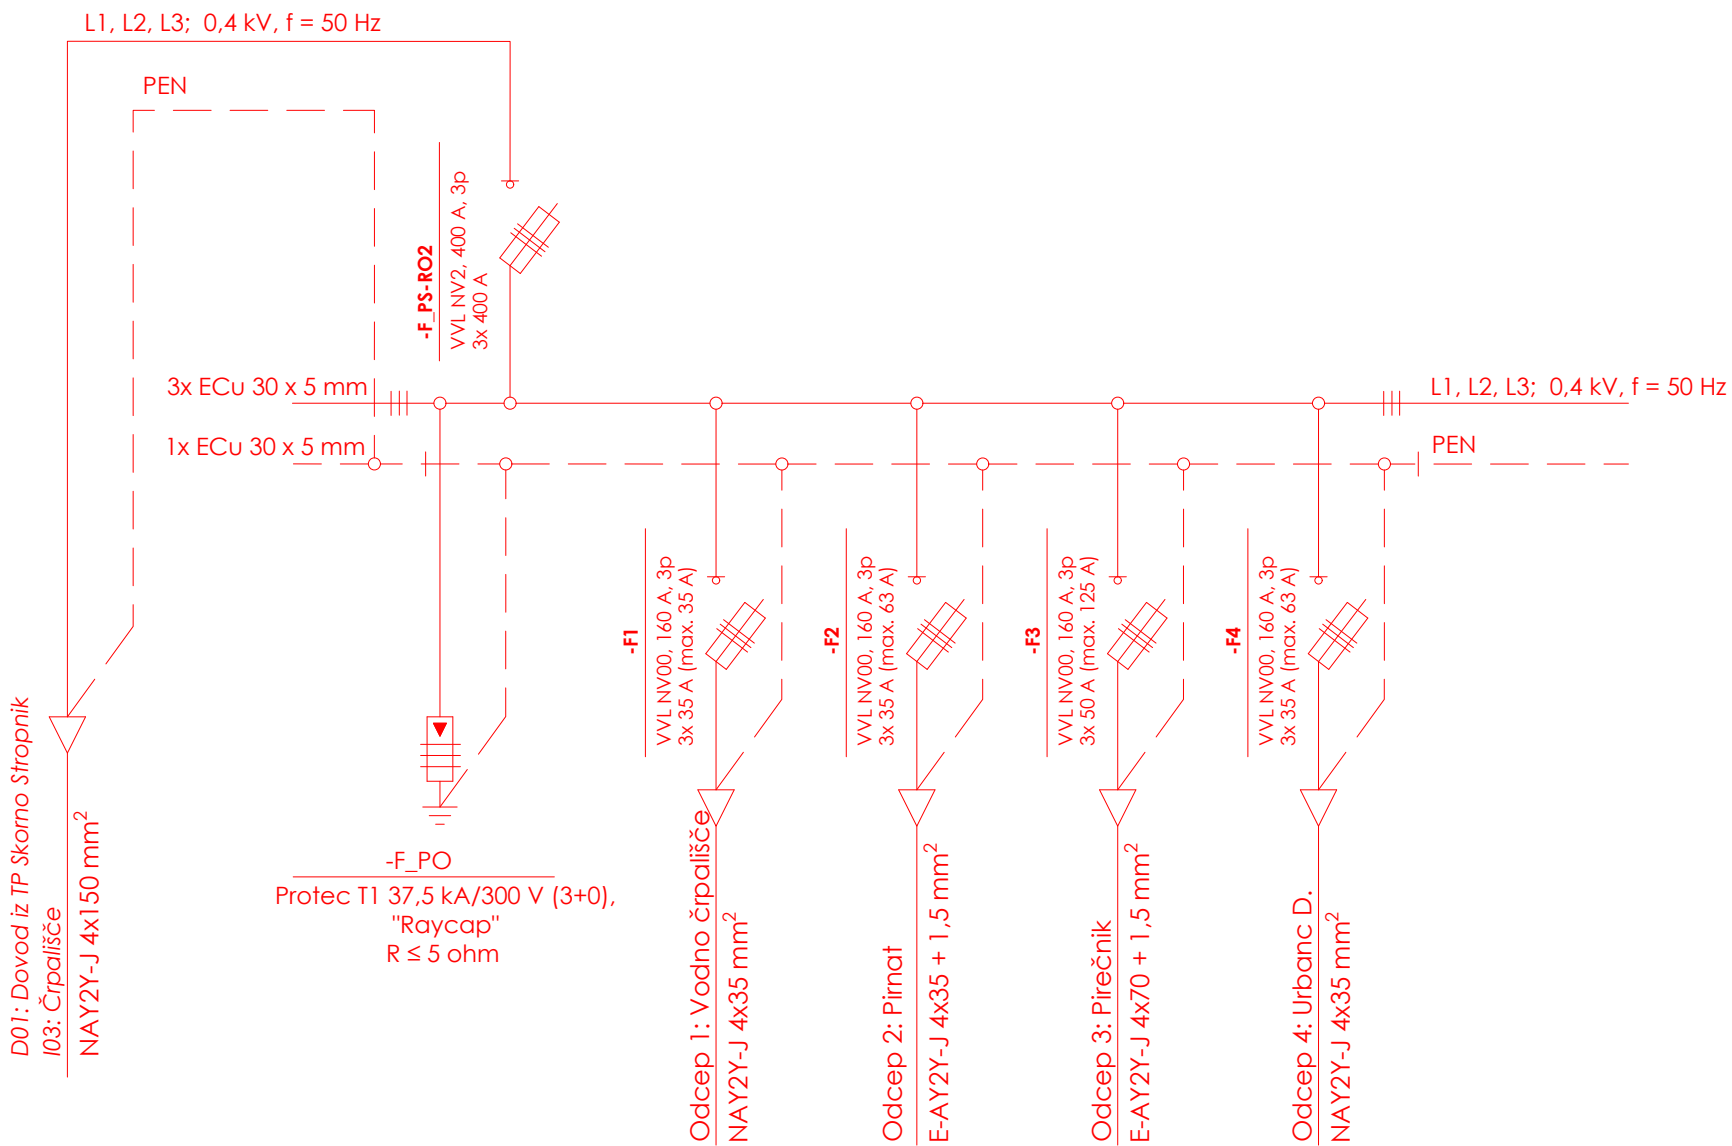 L1, L2, L3;  0,4 kV, f = 50 Hz
PEN
-F_PS-RO2
VVL NV2, 400 A, 3p
3x 400 A
3x ECu 30 x 5 mm
L1, L2, L3;  0,4 kV, f = 50 Hz
1x ECu 30 x 5 mm
PEN
-F1
VVL NV00, 160 A, 3p
3x 35 A (max. 35 A)
-F2
VVL NV00, 160 A, 3p
3x 35 A (max. 63 A)
-F3
VVL NV00, 160 A, 3p
3x 50 A (max. 125 A)
-F4
VVL NV00, 160 A, 3p
3x 35 A (max. 63 A)
D01: Dovod iz TP Skorno Stropnik
I03: Črpališče
NAY2Y-J 4x150 mm²
-F_PO
Protec T1 37,5 kA/300 V (3+0),
"Raycap"
R ≤ 5 ohm
Odcep 1: Vodno črpališče
NAY2Y-J 4x35 mm²
Odcep 2: Pirnat
E-AY2Y-J 4x35 + 1,5 mm²
Odcep 3: Pirečnik
E-AY2Y-J 4x70 + 1,5 mm²
Odcep 4: Urbanc D.
NAY2Y-J 4x35 mm²